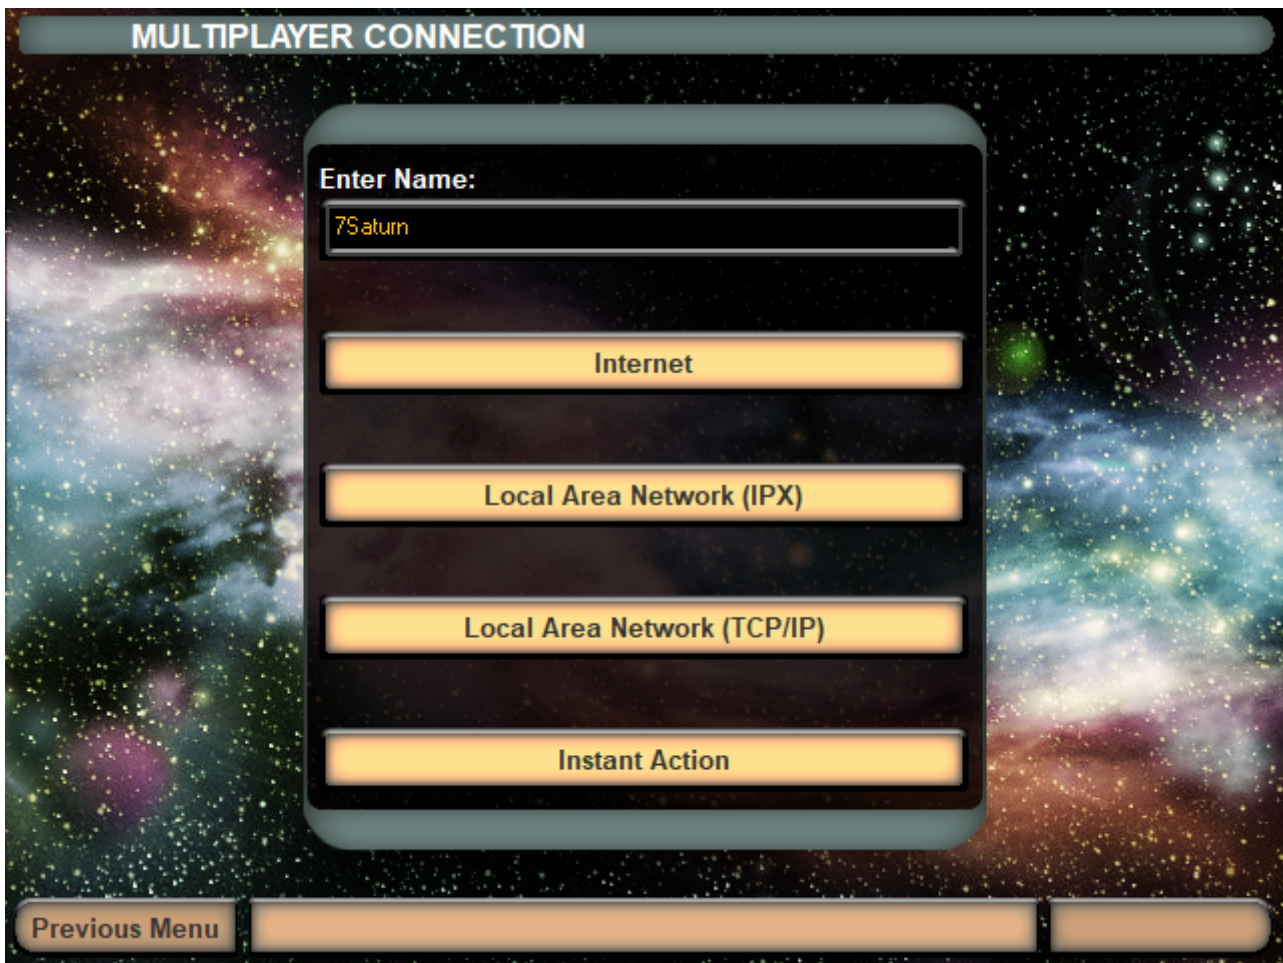 MULTIPLAYER CONNECTION
Enter Name:
7Saturn
Internet
Local Area Network (IPX)
Local Area Network (TCP/IP)
Instant Action
Previous Menu